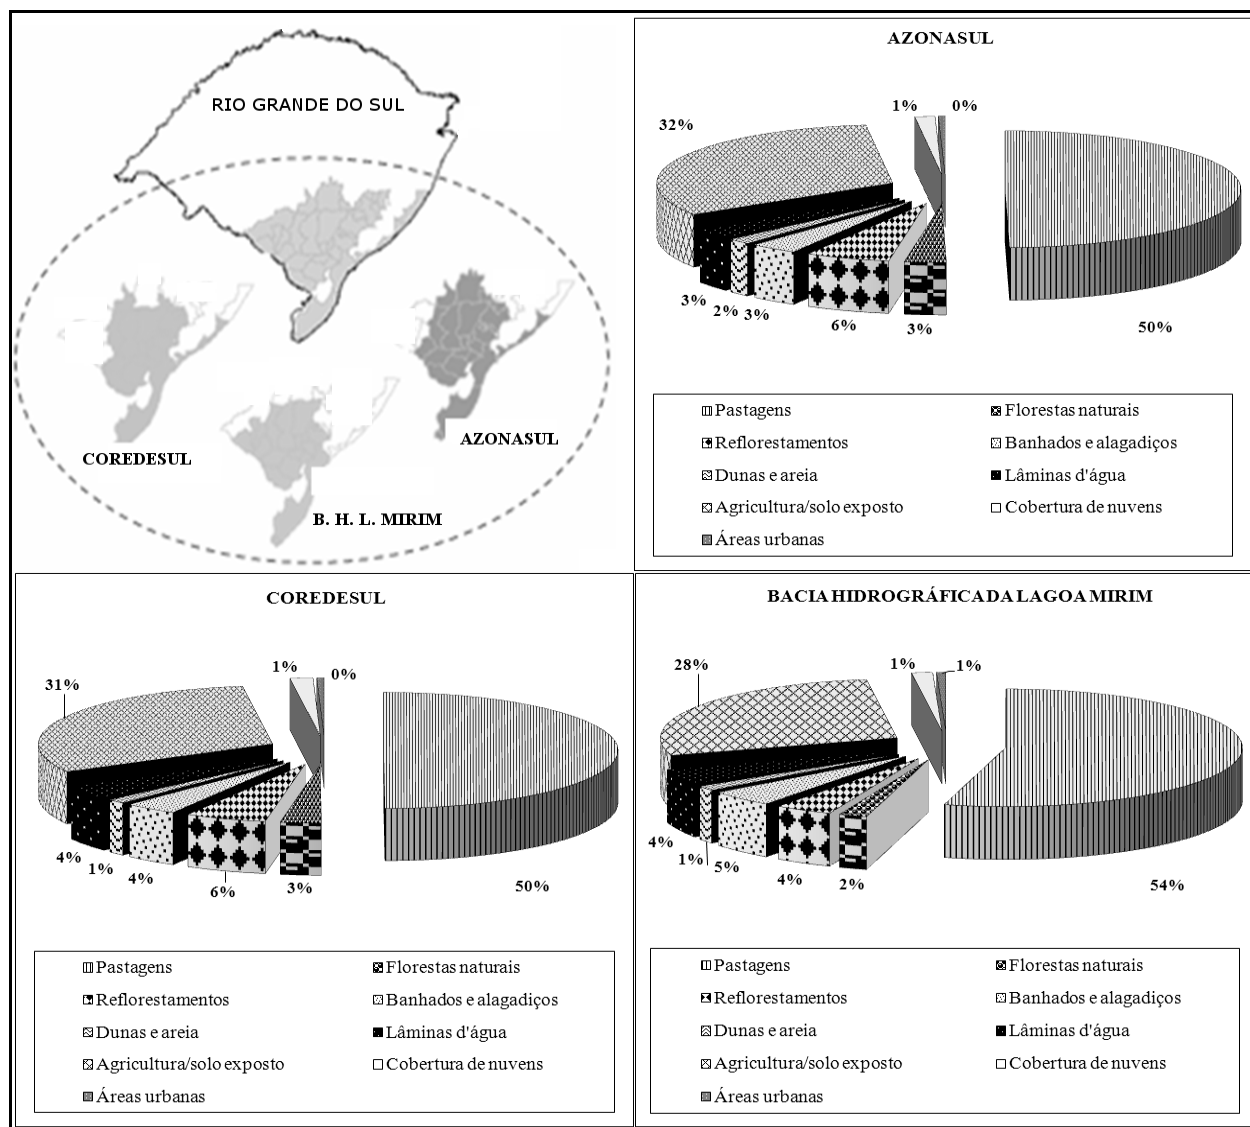 RIO GRANDE DO SUL
COREDESUL
B. H. L. MIRIM
AZONASUL
AZONASUL
1%
0%
32%
3%
2%
3%
6%
3%
50%
Pastagens
Florestas naturais
Reflorestamentos
Banhados e alagadiços
Dunas e areia
Lâminas d'água
Agricultura/solo exposto
Cobertura de nuvens
Áreas urbanas
COREDESUL
1%
0%
31%
4%
1%
4%
6%
3%
50%
Pastagens
Florestas naturais
Reflorestamentos
Banhados e alagadiços
Dunas e areia
Lâminas d'água
Agricultura/solo exposto
Cobertura de nuvens
Áreas urbanas
BACIA HIDROGRÁFICA DA LAGOA MIRIM
28%
1%
1%
4%
1%
5%
4%
2%
54%
Pastagens
Florestas naturais
Reflorestamentos
Banhados e alagadiços
Dunas e areia
Lâminas d'água
Agricultura/solo exposto
Cobertura de nuvens
Áreas urbanas